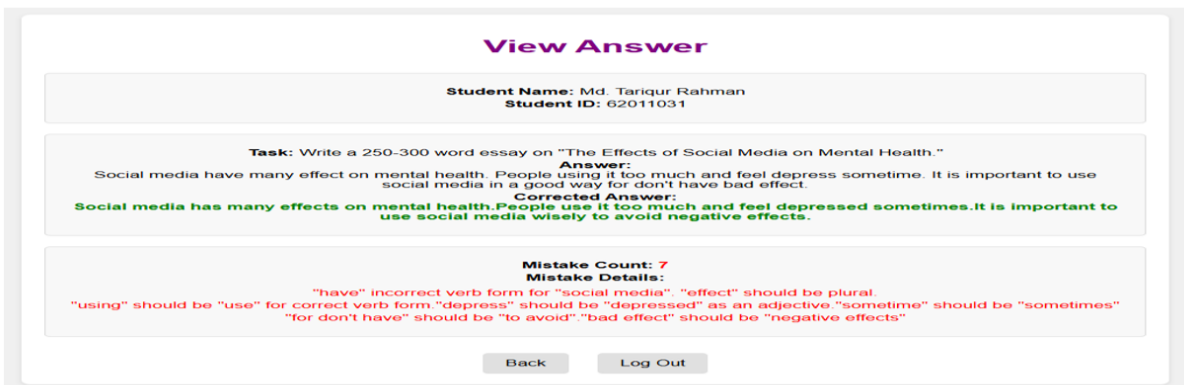 View Answer
Student Name: Md. Tariqur Rahman
Student ID: 62011031
Task: Write a 250-300 word essay on "The Effects of Social Media on Mental Health."
Answer:
Social media have many effect on mental health. People using it too much and feel depress sometime. It is important to use
social media in a good way for don't have bad effect.
Corrected Answer:
Social media has many effects on mental health.People use it too much and feel depressed sometimes.It is important to
use social media wisely to avoid negative effects.
Mistake Count: 7
Mistake Details:
"have" incorrect verb form for "social media". "effect" should be plural.
"using" should be "use" for correct verb form."depress" should be "depressed" as an adjective."sometime" should be "sometimes"
"for don't have" should be "to avoid"."bad effect" should be "negative effects"
Back Log Out